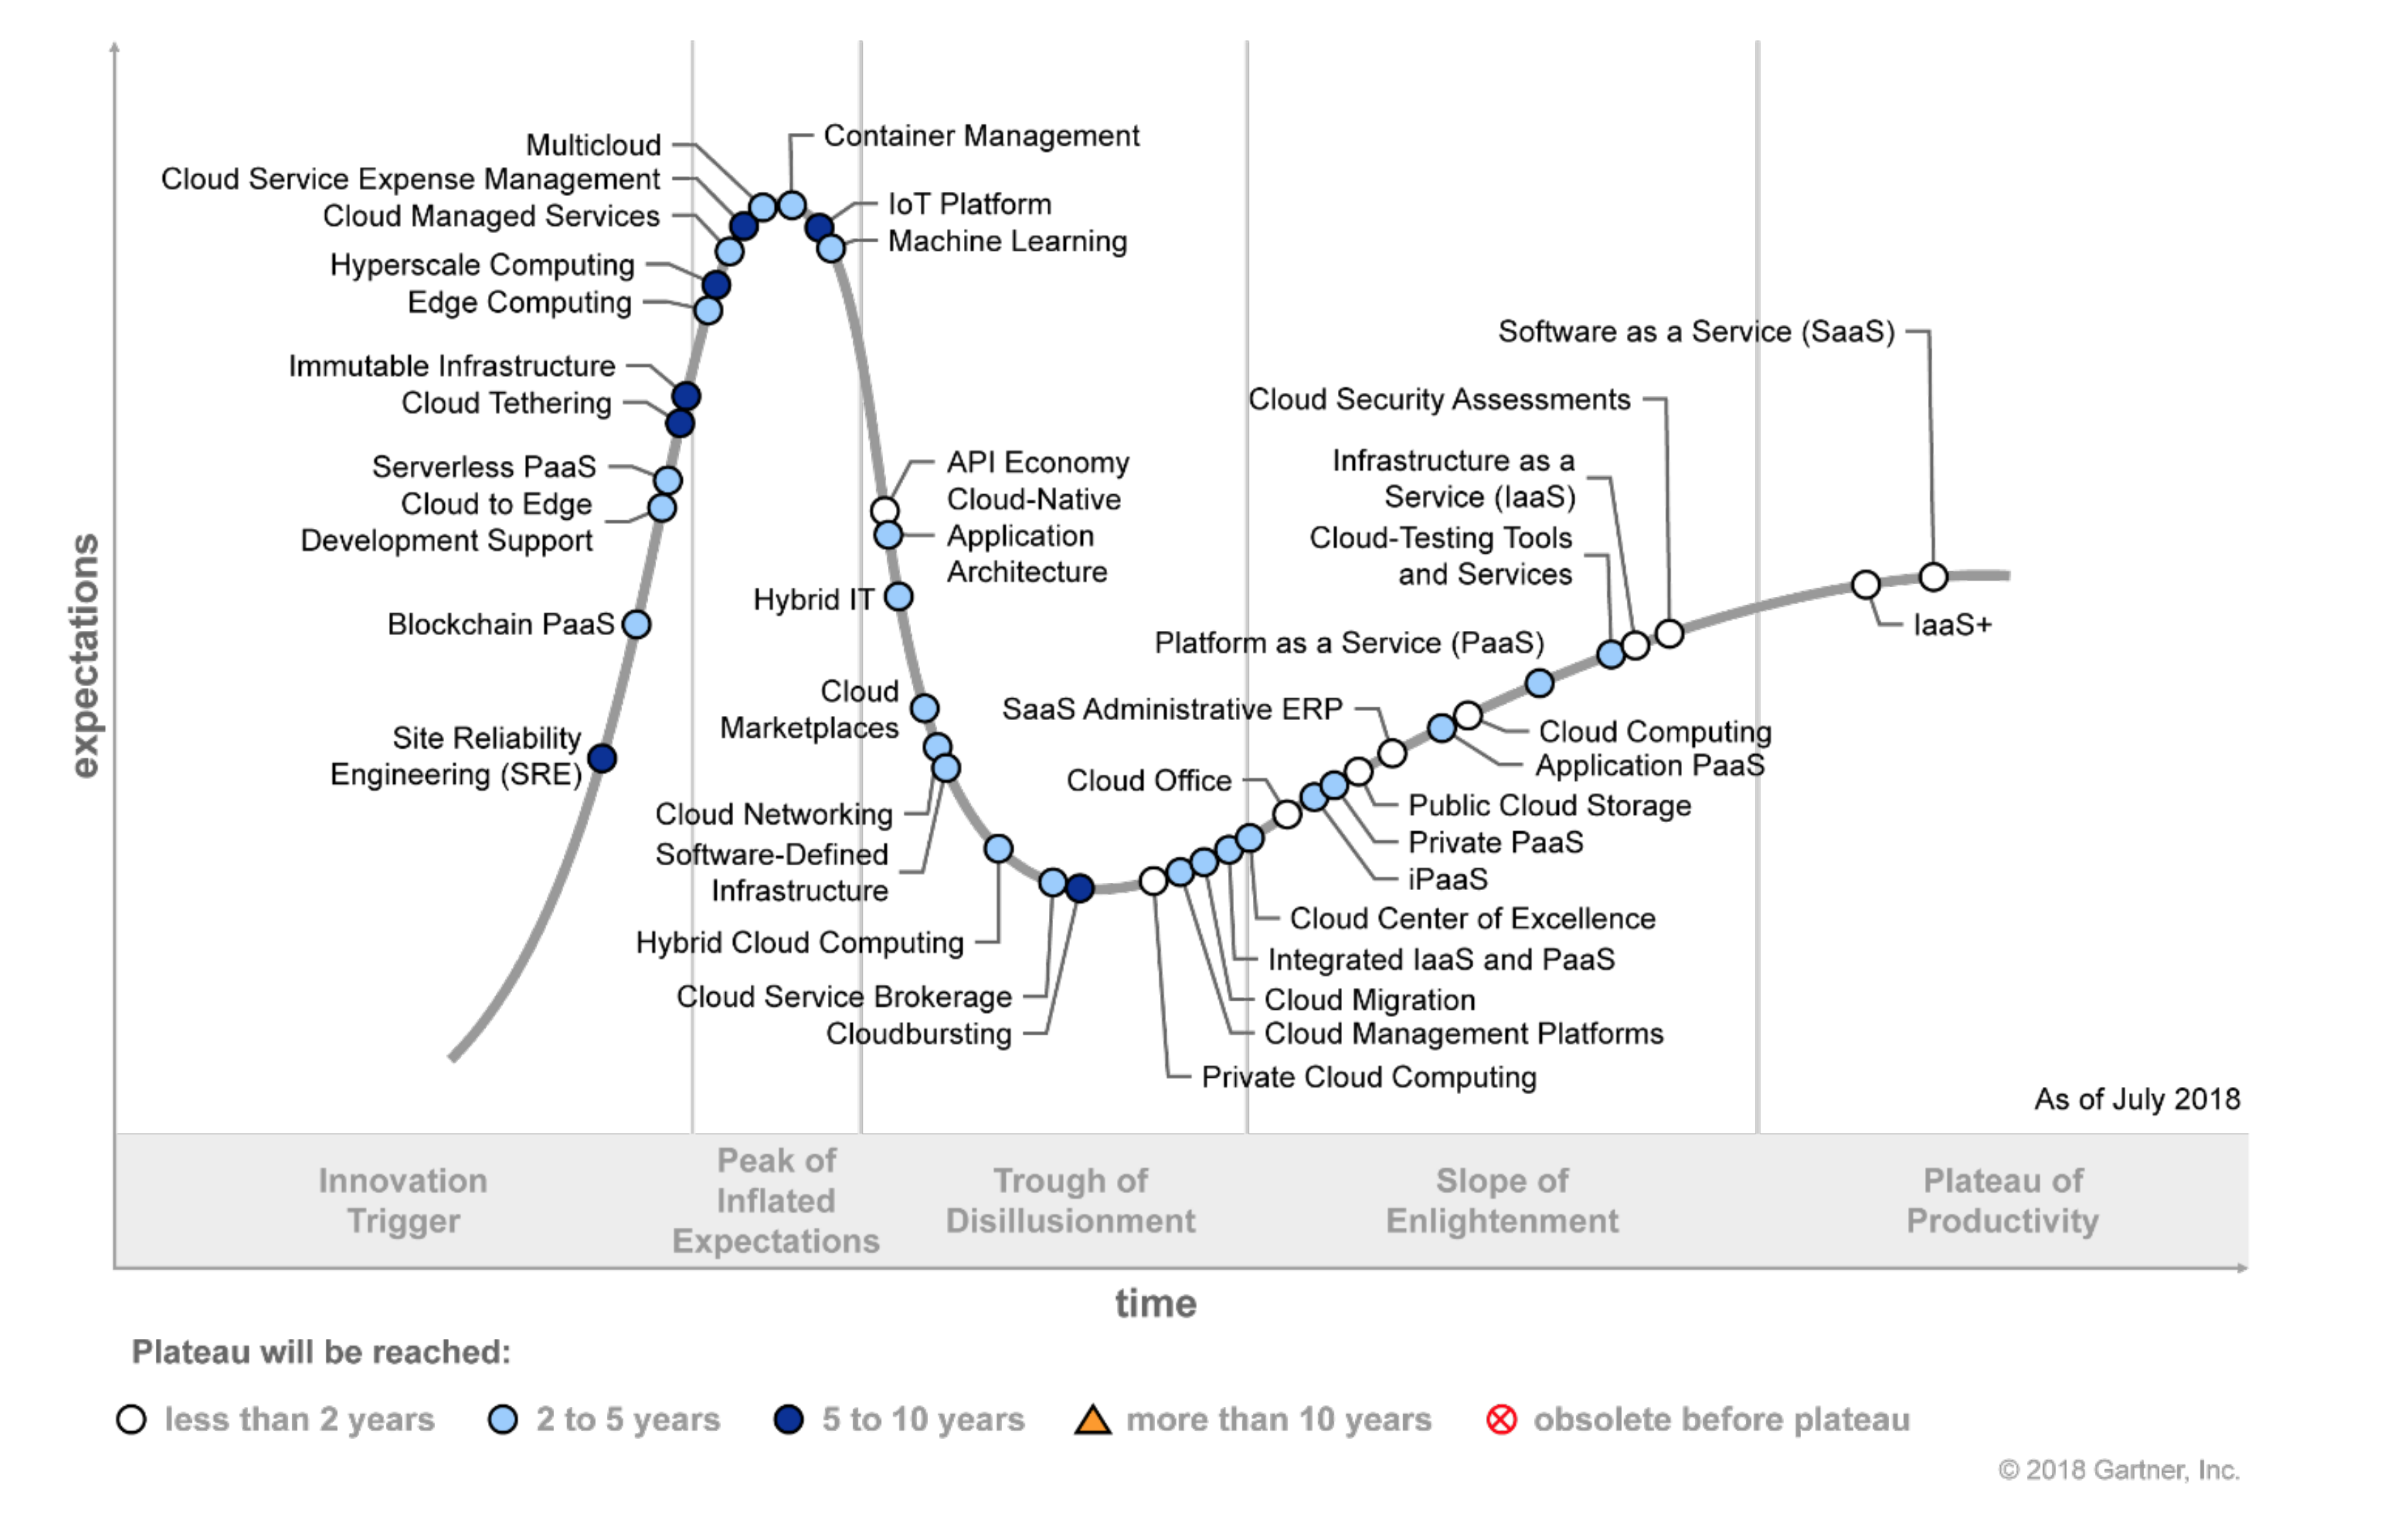 Multicloud
Cloud Service Expense Management
Cloud Managed Services
Hyperscale Computing
Edge Computing
Immutable Infrastructure
Cloud Tethering
Serverless PaaS
Cloud to Edge
Development Support
Blockchain PaaS
Site Reliability
Engineering (SRE)
Container Management
IoT Platform
Machine Learning
API Economy
Cloud-Native
Application
Architecture
Hybrid IT
Cloud
Marketplaces
Cloud Networking
Software-Defined
Infrastructure
Hybrid Cloud Computing
Cloud Service Brokerage
Cloudbursting
Software as a Service (SaaS)
Cloud Security Assessments
Infrastructure as a
Service (IaaS)
Cloud-Testing Tools
and Services
Platform as a Service (PaaS)
SaaS Administrative ERP
Cloud Office
IaaS+
Cloud Computing
Application PaaS
Public Cloud Storage
Private PaaS
iPaaS
Cloud Center of Excellence
Integrated IaaS and PaaS
Cloud Migration
Cloud Management Platforms
Private Cloud Computing
As of July 2018
expectations
Innovation
Trigger
Peak of
Inflated
Expectations
Trough of
Disillusionment
Slope of
Enlightenment
Plateau of
Productivity
time
Plateau will be reached:
less than 2 years
2 to 5 years
5 to 10 years
more than 10 years
obsolete before plateau
© 2018 Gartner, Inc.